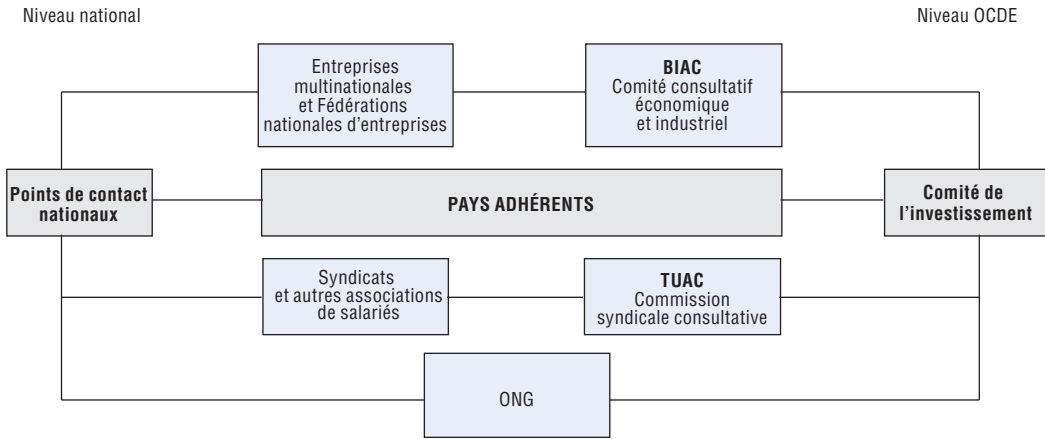 Niveau national
Niveau OCDE
Entreprises
multinationales
et Fédérations
nationales d'entreprises
BIAC
Comité consultatif
économique
et industriel
Points de contact
nationaux
PAYS ADHÉRENTS
Comité de
l'investissement
Syndicats
et autres associations
de salariés
TUAC
Commission
syndicale consultative
ONG